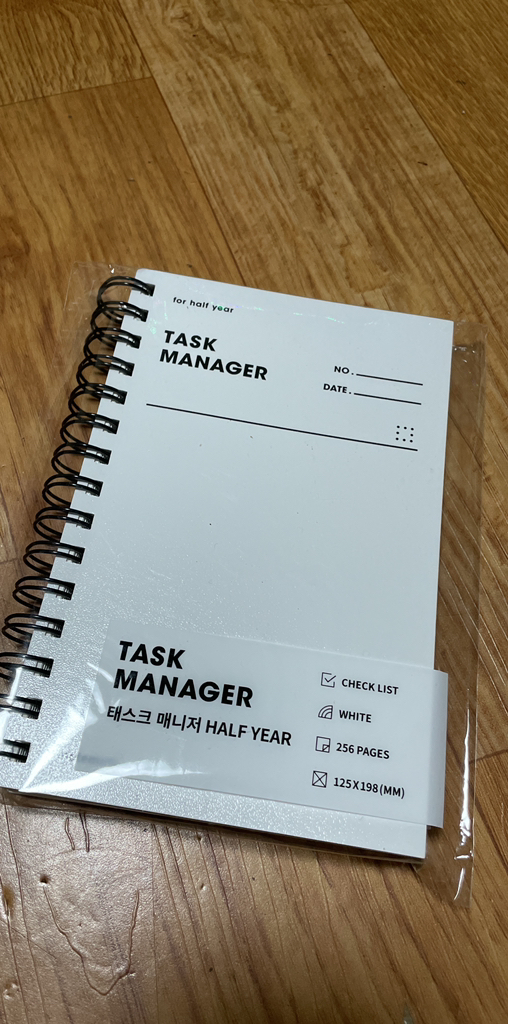 for half year
TASK
MANAGER
NO.
DATE.
TASK
MANAGER
태스크 매니저 HALF YEAR
CHECK LIST
WHITE
256 PAGES
125X198(MM)